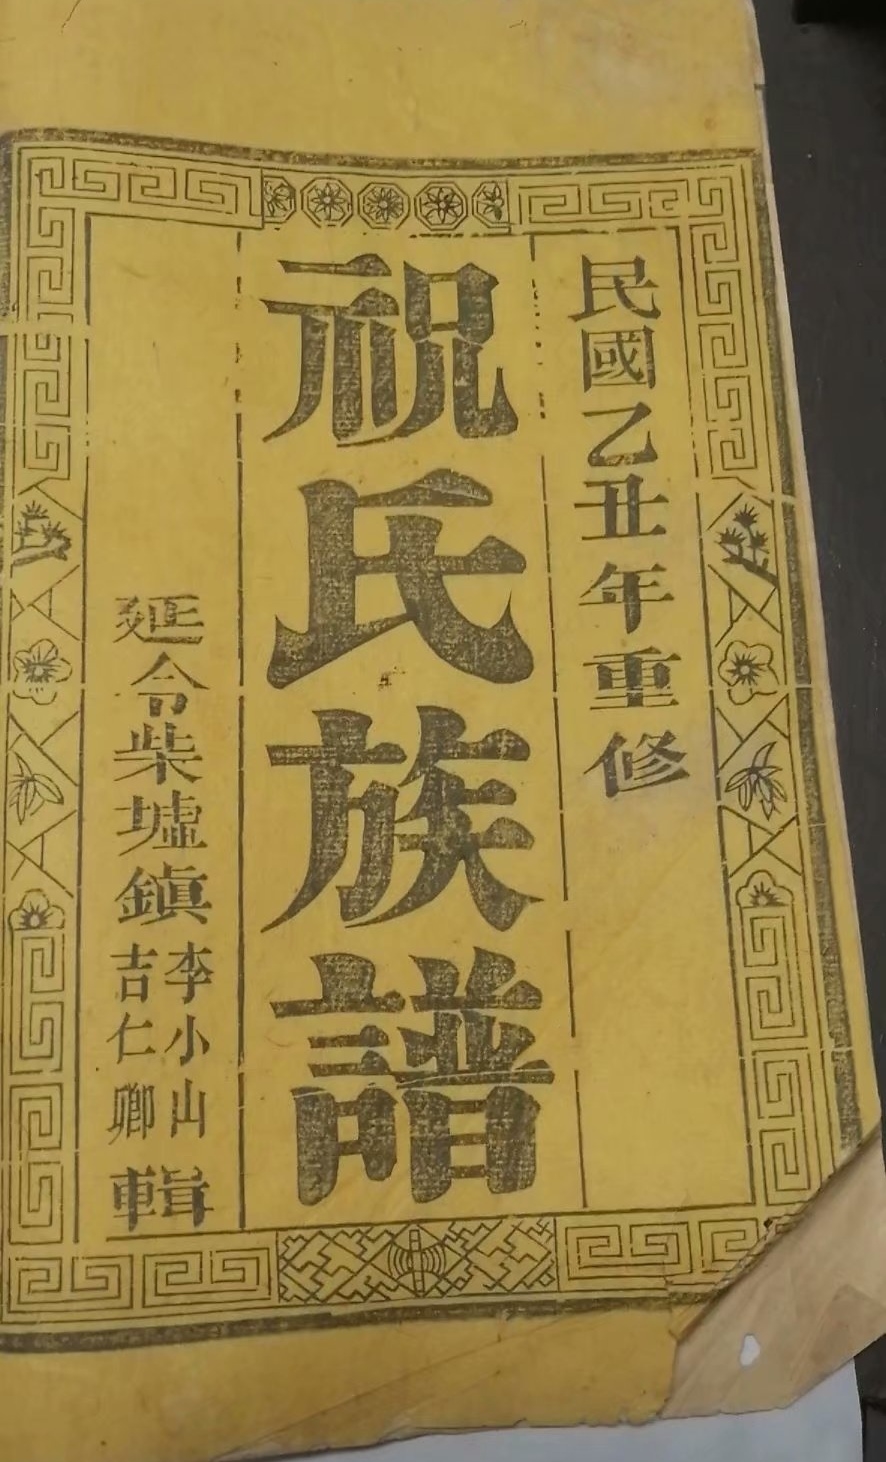 民國乙丑年重修
祝氏族譜
延令柴墟鎮
李小山
吉仁卿
輯